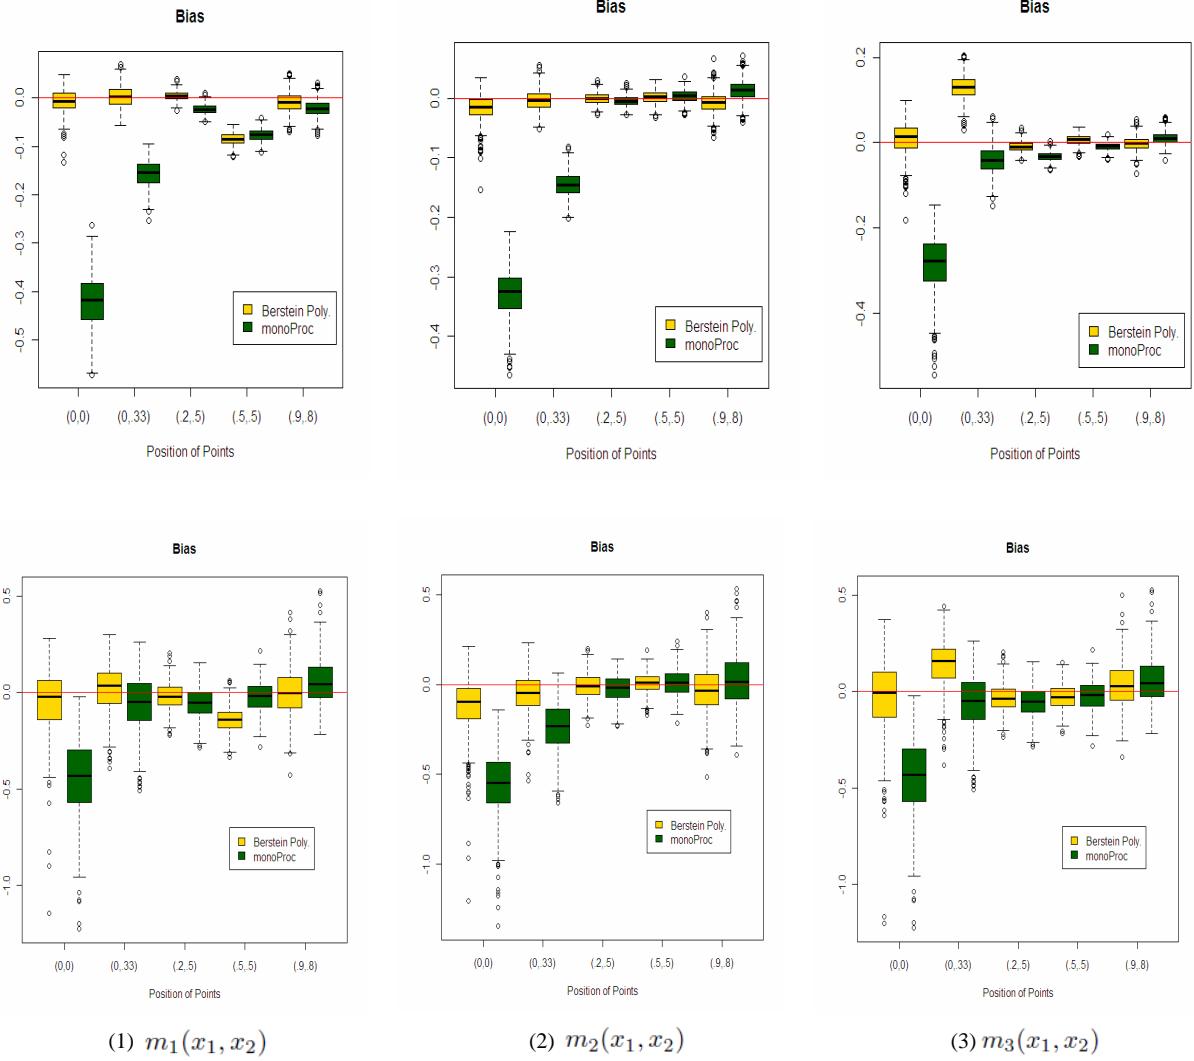 Bias
0.0
-0.1
-0.2
-0.3
-0.4
-0.5
Berstein Poly.
monoProc
(0,0) (0,.33) (.2,.5) (.5,.5) (.9,.8)
Position of Points
Bias
0.0
-0.1
-0.2
-0.3
-0.4
Berstein Poly.
monoProc
(0,0) (0,.33) (.2,.5) (.5,.5) (.9,.8)
Position of Points
Bias
0.2
0.0
-0.2
-0.4
Berstein Poly.
monoProc
(0,0) (0,.33) (.2,.5) (.5,.5) (.9,.8)
Position of Points
Bias
0.5
0.0
-0.5
-1.0
Berstein Poly.
monoProc
(0,0) (0,.33) (.2,.5) (.5,.5) (.9,.8)
Position of Points
(1) m₁(x₁, x₂)
Bias
0.5
0.0
-0.5
-1.0
Berstein Poly.
monoProc
(0,0) (0,.33) (.2,.5) (.5,.5) (.9,.8)
Position of Points
(2) m₂(x₁, x₂)
Bias
0.5
0.0
-0.5
-1.0
Berstein Poly.
monoProc
(0,0) (0,.33) (.2,.5) (.5,.5) (.9,.8)
Position of Points
(3) m₃(x₁, x₂)